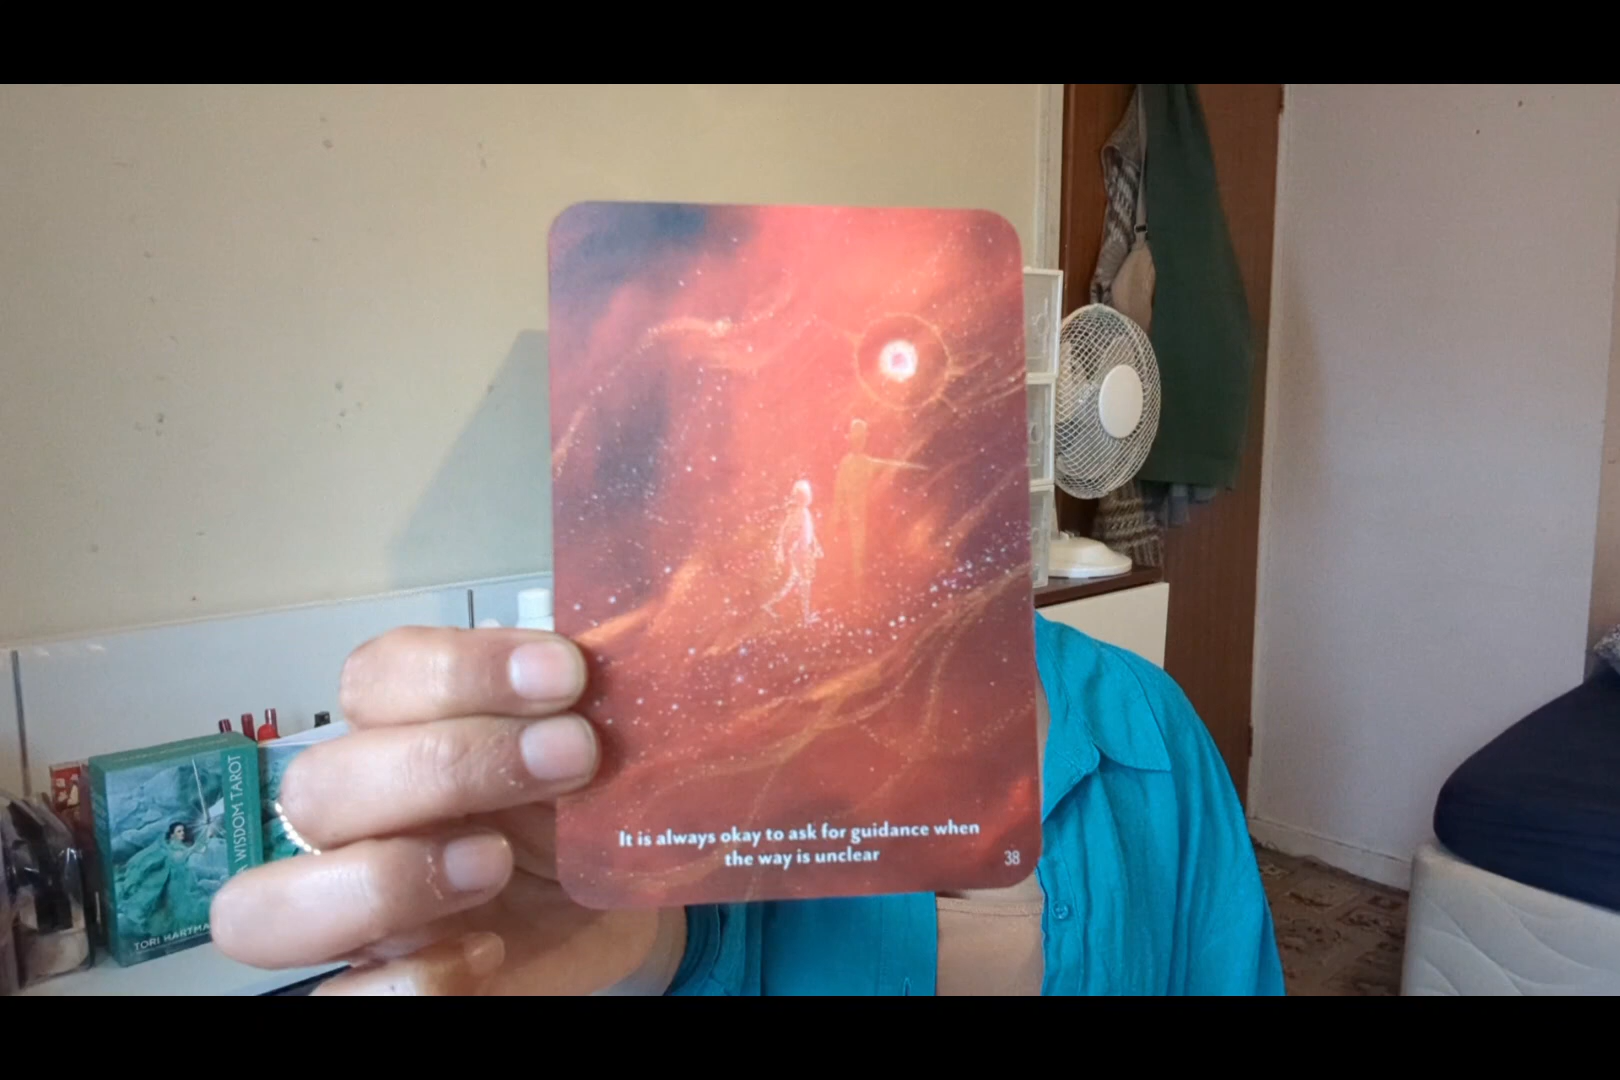 It is always okay to ask for guidance when
the way is unclear
38
WISDOM TAROT
TORI HARTMA